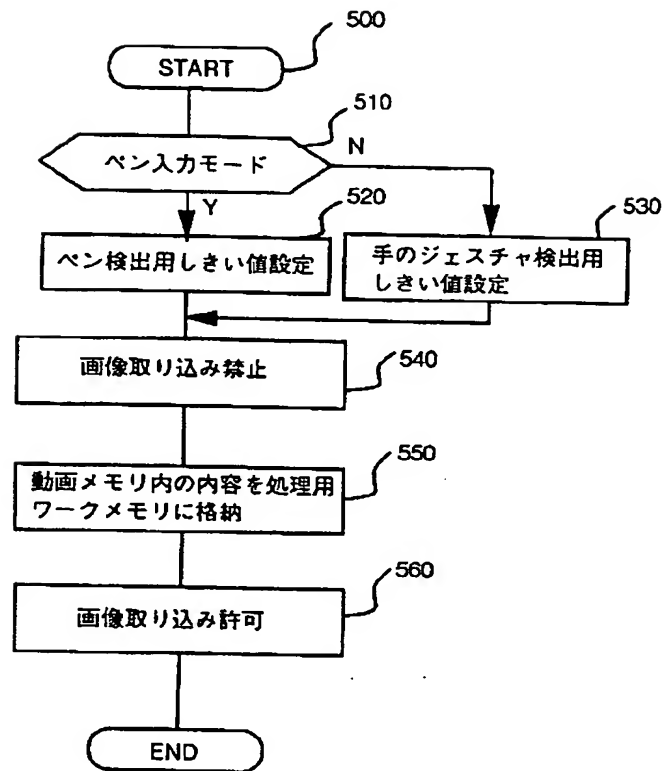 500
START
510
ペン入力モード
N
Y
520
530
ペン検出用しきい値設定
手のジェスチャ検出用
しきい値設定
画像取り込み禁止
540
550
動画メモリ内の内容を処理用
ワークメモリに格納
560
画像取り込み許可
END